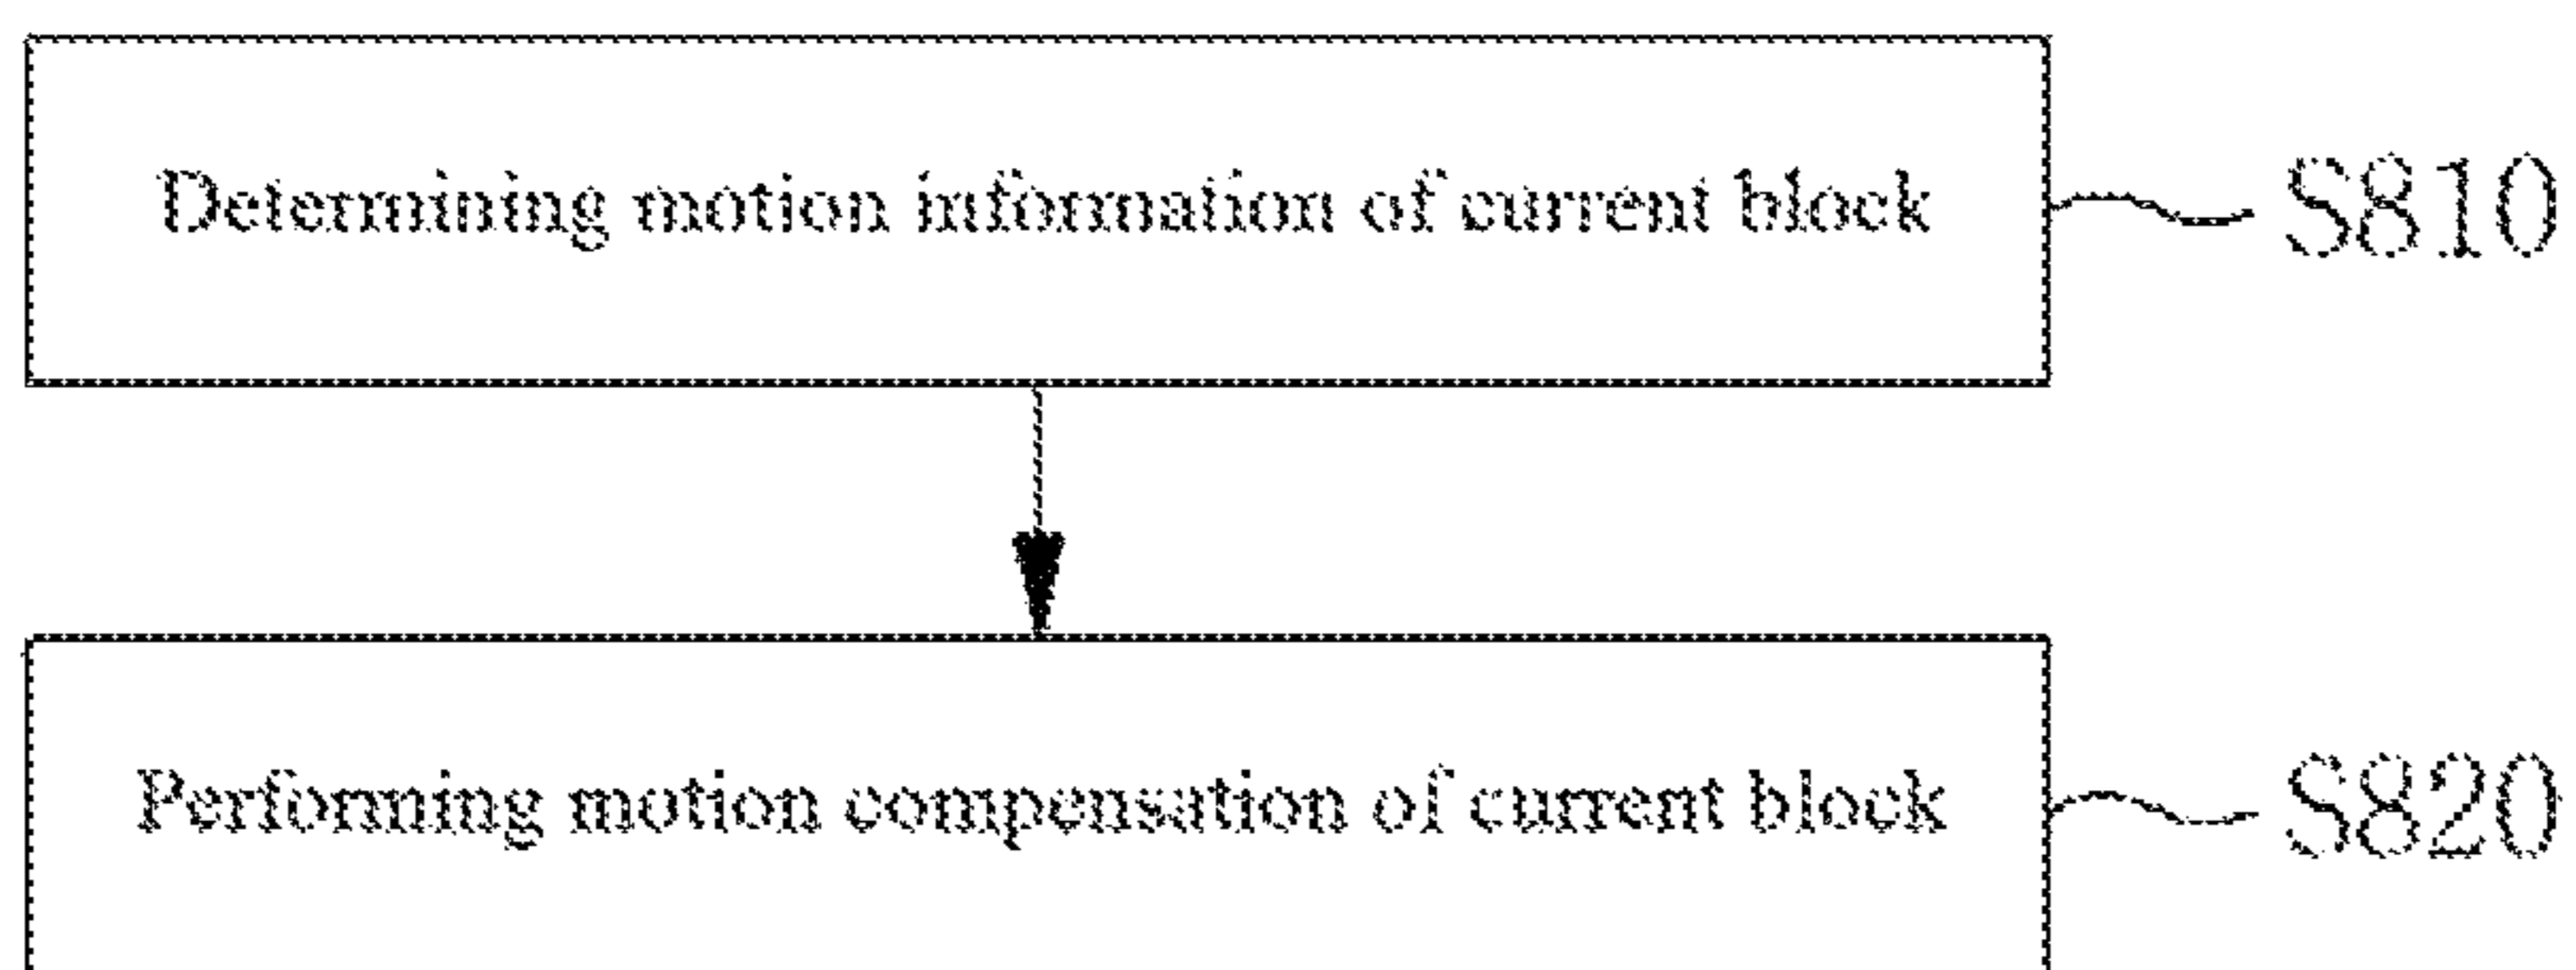 Determining motion information of current block
S810
Performing motion compensation of current block
S820